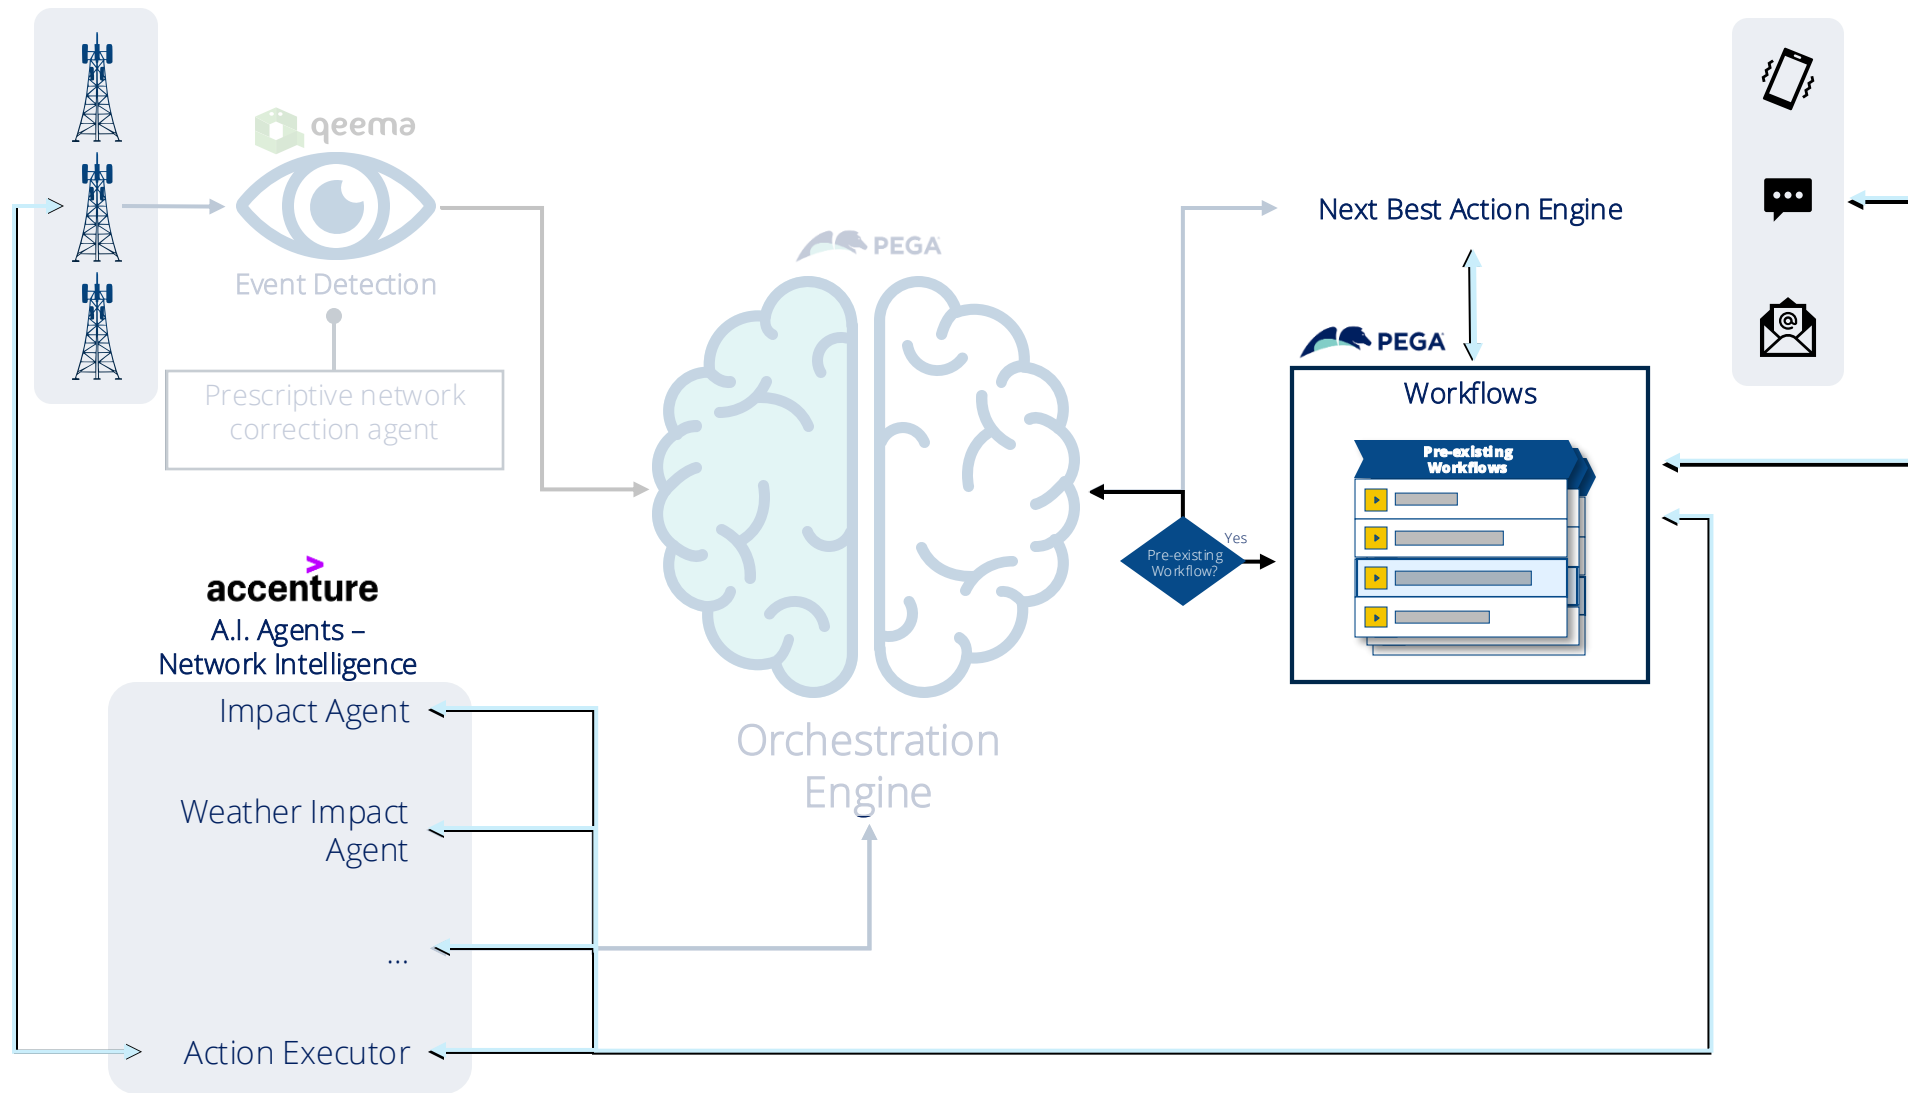 qeema
Event Detection
Prescriptive network
correction agent
>
accenture
A.I. Agents –
Network Intelligence
Impact Agent
Weather Impact
Agent
...
Action Executor
PEGA
Orchestration
Engine
Pre-existing
Workflow?
Yes
Next Best Action Engine
PEGA
Workflows
Pre-existing
Workflows
@